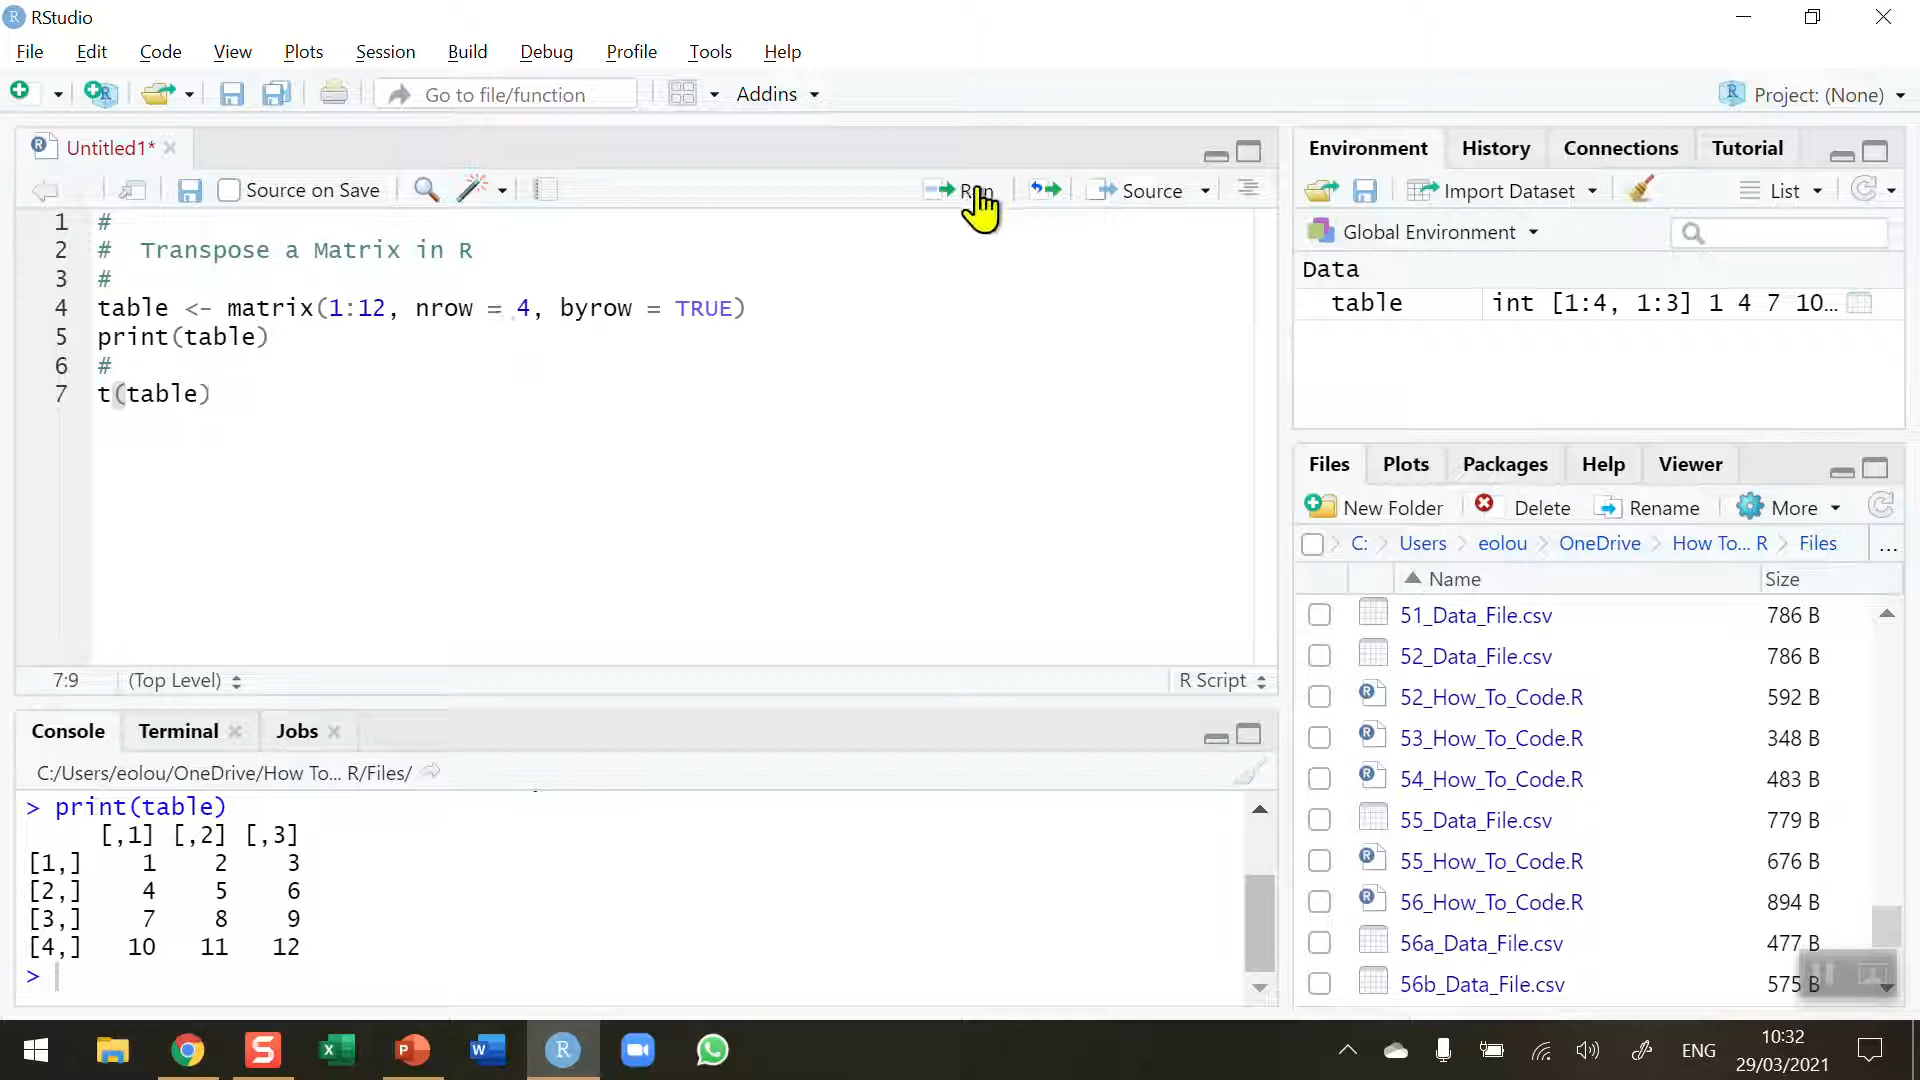 RStudio
File Edit Code View Plots Session Build Debug Profile Tools Help
Go to file/function Addins Project: (None)
Untitled1*
Source on Save Run Source
1 #
2 #  Transpose a Matrix in R
3 #
4 table <- matrix(1:12, nrow = 4, byrow = TRUE)
5 print(table)
6 #
7 t(table)
7:9 (Top Level) R Script
Console Terminal Jobs
C:/Users/eolou/OneDrive/How To... R/Files/
> print(table)
[,1] [,2] [,3]
[1,] 1 2 3
[2,] 4 5 6
[3,] 7 8 9
[4,] 10 11 12
>
Environment History Connections Tutorial
Import Dataset List
Global Environment
Data
table int [1:4, 1:3] 1 4 7 10...
Files Plots Packages Help Viewer
New Folder Delete Rename More
C: Users eolou OneDrive How To... R Files ...
Name Size
51_Data_File.csv 786 B
52_Data_File.csv 786 B
52_How_To_Code.R 592 B
53_How_To_Code.R 348 B
54_How_To_Code.R 483 B
55_Data_File.csv 779 B
55_How_To_Code.R 676 B
56_How_To_Code.R 894 B
56a_Data_File.csv 477 B
56b_Data_File.csv 575 B
ENG 10:32
29/03/2021